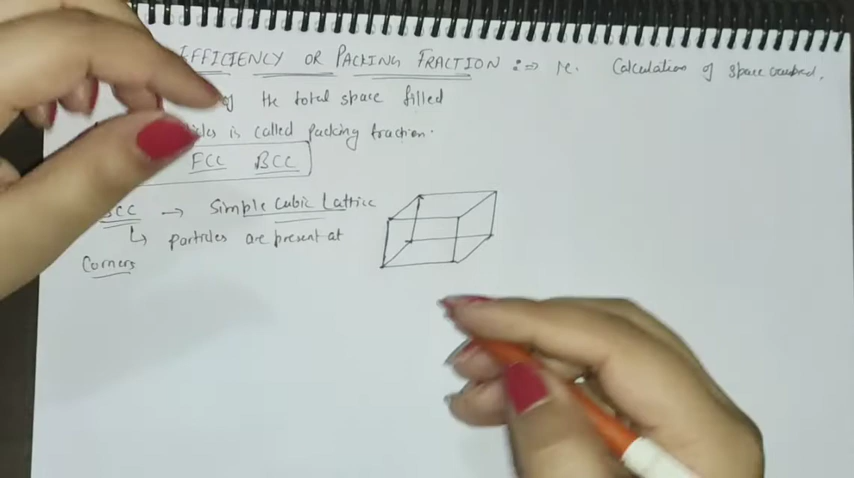 EFFICIENCY OR PACKING FRACTION :→ Calculation of space occupied.
of the total space filled
is called packing fraction.
FCC BCC
→ Simple Cubic Lattice
particles are present at
Corners